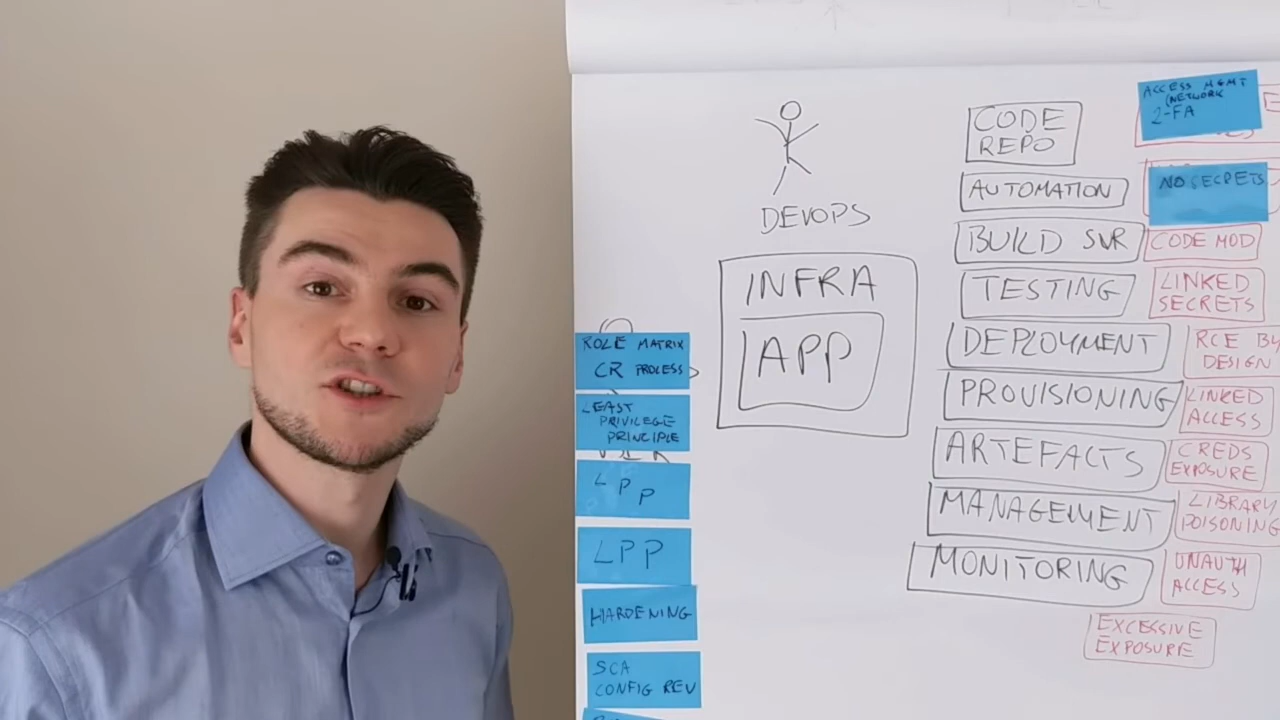 DEVOPS
INFRA
APP
CODE
REPO
AUTOMATION
BUILD SVR
TESTING
DEPLOYMENT
PROVISIONING
ARTEFACTS
MANAGEMENT
MONITORING
ACCESS MGMT
(NETWORK
2-FA
NO SECRETS
CODE MOD
LINKED
SECRETS
RCE BY
DESIGN
LINKED
ACCESS
CREDS
EXPOSURE
LIBRARY
POISONING
UNAUTH
ACCESS
EXCESSIVE
EXPOSURE
ROLE MATRIX
CR PROCESS
LEAST
PRIVILEGE
PRINCIPLE
LPP
LPP
HARDENING
SCA
CONFIG REV